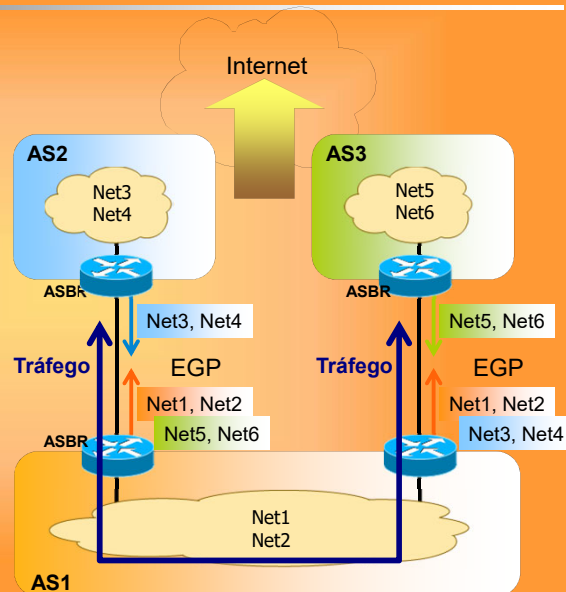 Internet
AS2
AS3
Net3
Net4
Net5
Net6
ASBR
ASBR
Net3, Net4
Net5, Net6
Tráfego
EGP
Tráfego
EGP
Net1, Net2
Net1, Net2
ASBR
Net5, Net6
Net3, Net4
Net1
Net2
AS1